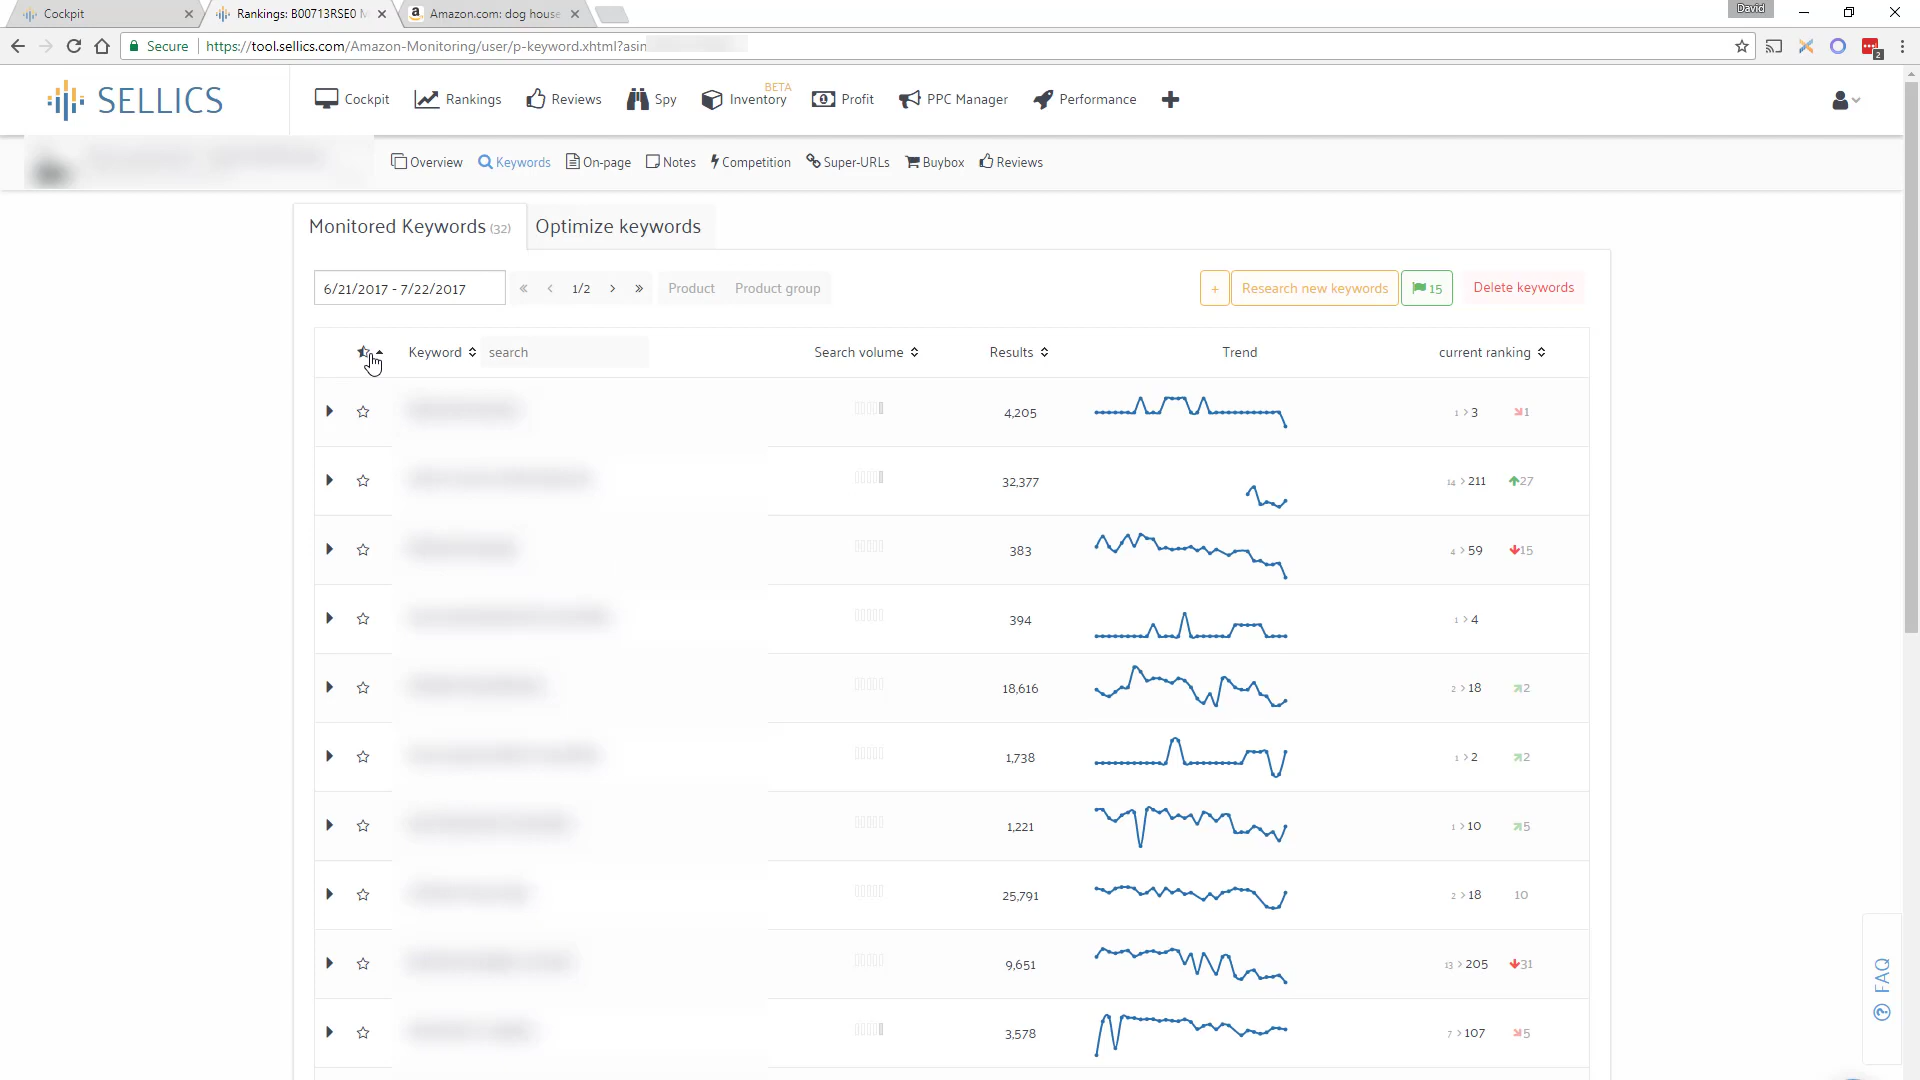 Cockpit
Rankings: B00713RSE0
Amazon.com: dog house
David
Secure
https://tool.sellics.com/Amazon-Monitoring/user/p-keyword.xhtml?asin
2
SELLICS
Cockpit
Rankings
Reviews
Spy
Inventory
BETA
Profit
PPC Manager
Performance
Overview
Keywords
On-page
Notes
Competition
Super-URLs
Buybox
Reviews
Monitored Keywords (32)
Optimize keywords
6/21/2017 - 7/22/2017
« ‹ 1/2 › »
Product
Product group
+
Research new keywords
15
Delete keywords
Keyword
search
Search volume
Results
Trend
current ranking
4,205 1 > 3 1
32,377 14 > 211 27
383 4 > 59 15
394 1 > 4
18,616 2 > 18 2
1,738 1 > 2 2
1,221 1 > 10 5
25,791 2 > 18 10
9,651 13 > 205 31
3,578 7 > 107 5
FAQ